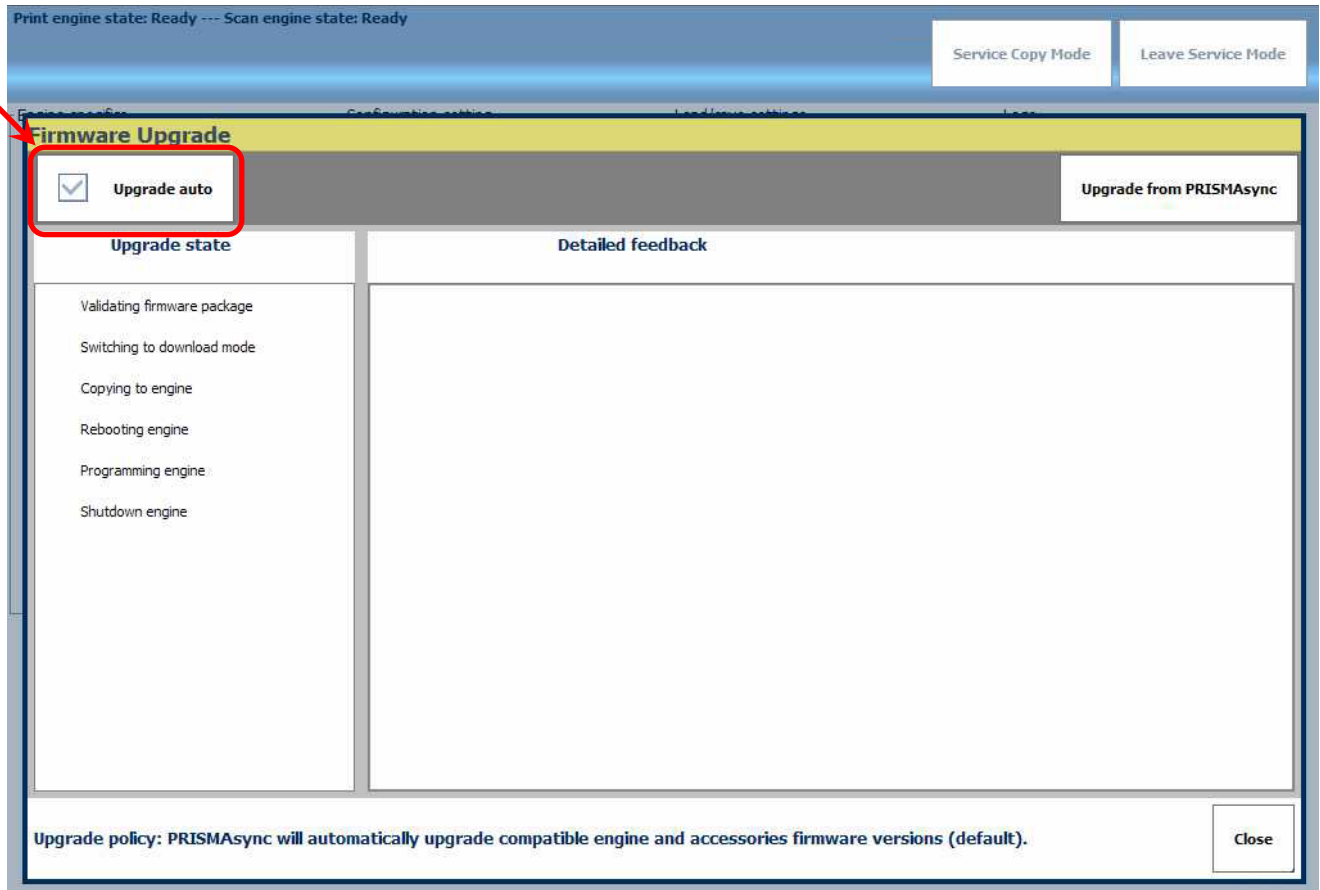 Print engine state: Ready --- Scan engine state: Ready
Service Copy Mode
Leave Service Mode
Firmware Upgrade
Upgrade auto
Upgrade from PRISMAsync
Upgrade state
Detailed feedback
Validating firmware package
Switching to download mode
Copying to engine
Rebooting engine
Programming engine
Shutdown engine
Upgrade policy: PRISMAsync will automatically upgrade compatible engine and accessories firmware versions (default).
Close